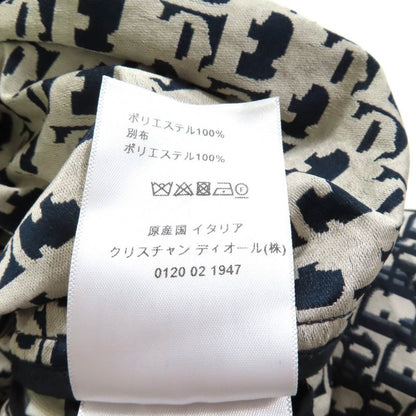 ポリエステル100%
別布
ポリエステル100%
原産国 イタリア
クリスチャン ディオール(株)
0120 02 1947